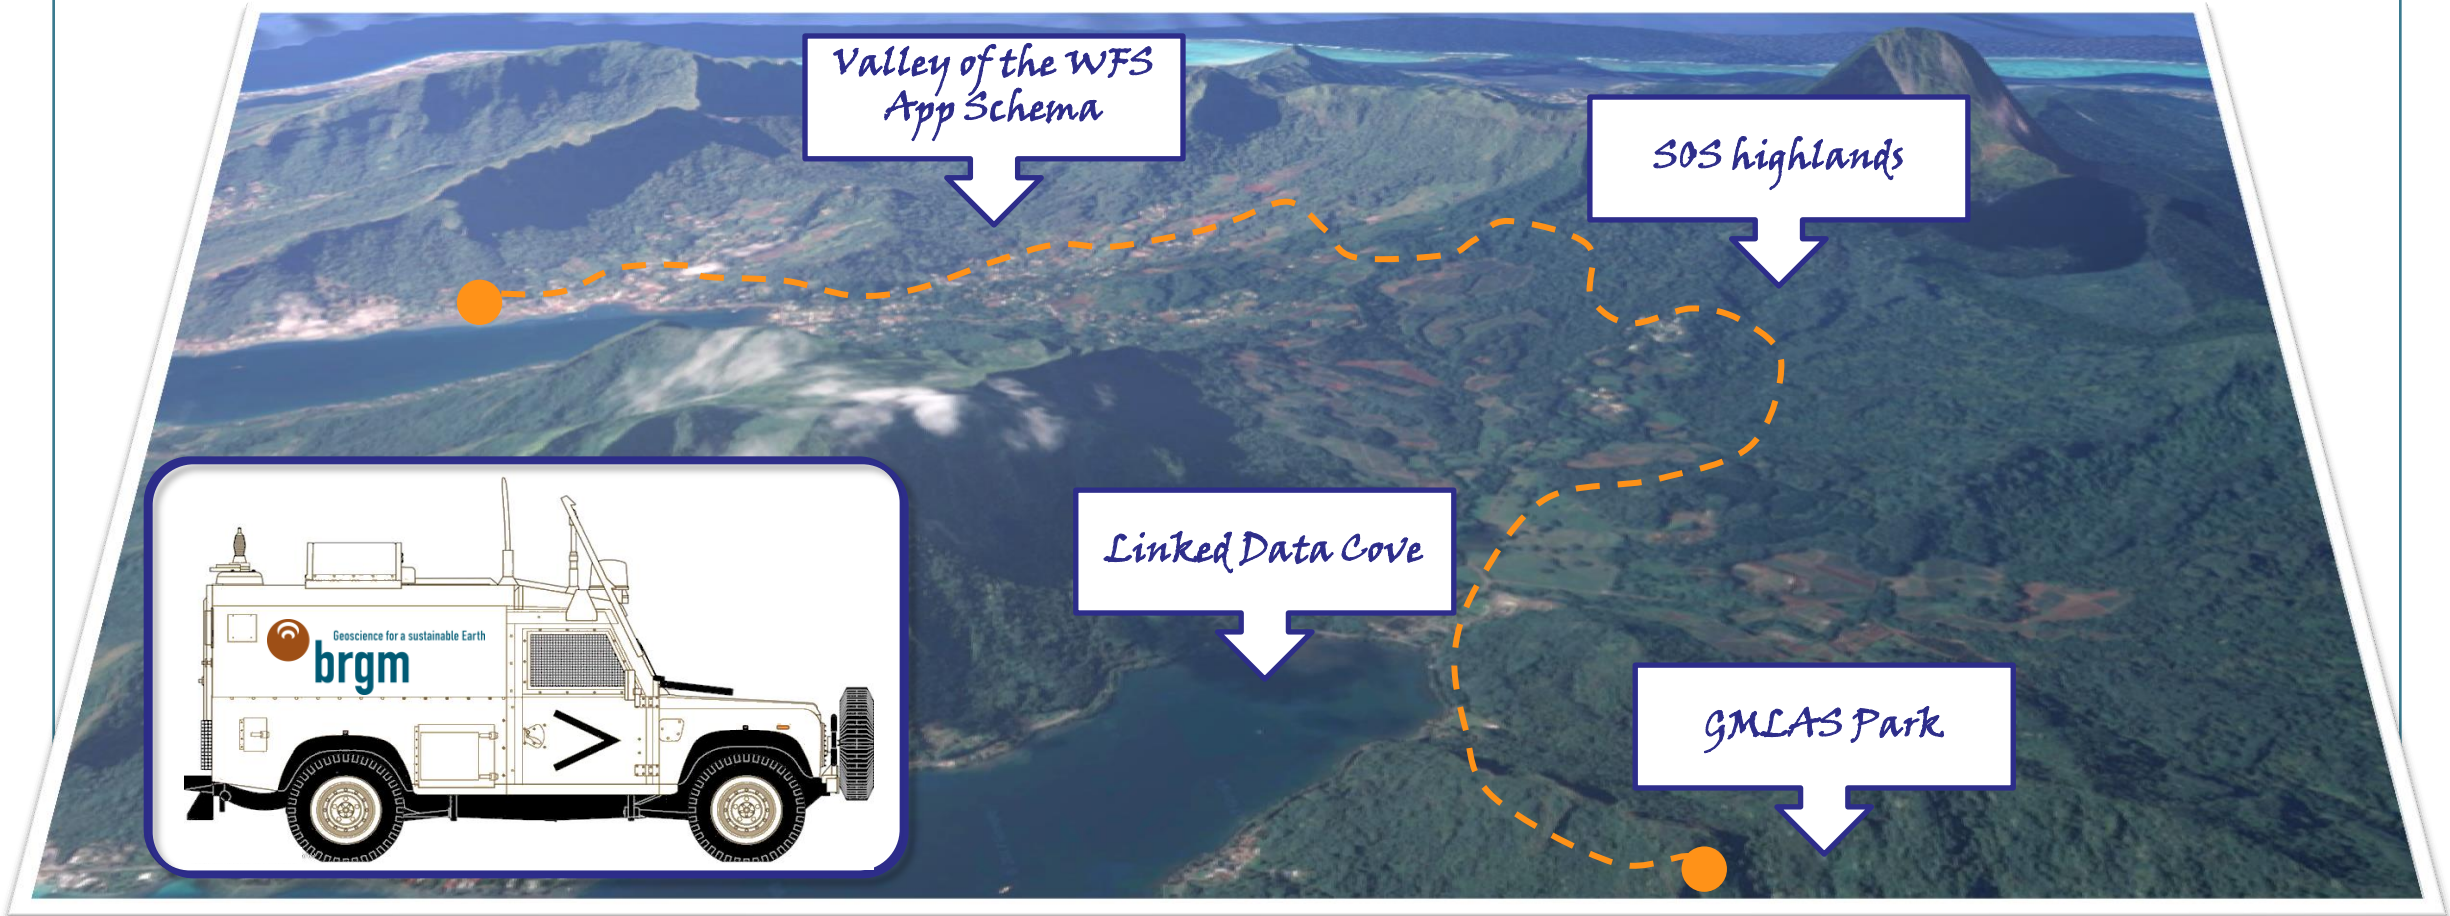 Valley of the WFS
App Schema
SOS highlands
Linked Data Cove
GMLAS Park
Geoscience for a sustainable Earth
brgm